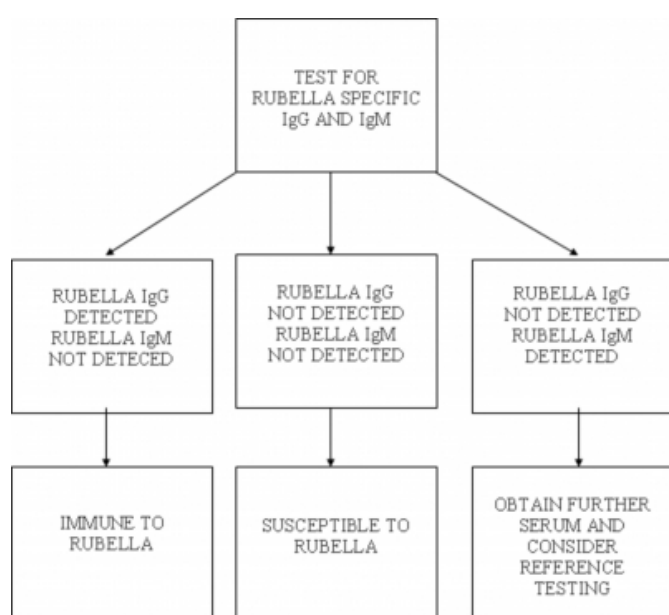 TEST FOR
RUBELLA SPECIFIC
IgG AND IgM
RUBELLA IgG
DETECTED
RUBELLA IgM
NOT DETECED
RUBELLA IgG
NOT DETECTED
RUBELLA IgM
NOT DETECTED
RUBELLA IgG
NOT DETECTED
RUBELLA IgM
DETECTED
IMMUNE TO
RUBELLA
SUSCEPTIBLE TO
RUBELLA
OBTAIN FURTHER
SERUM AND
CONSIDER
REFERENCE
TESTING